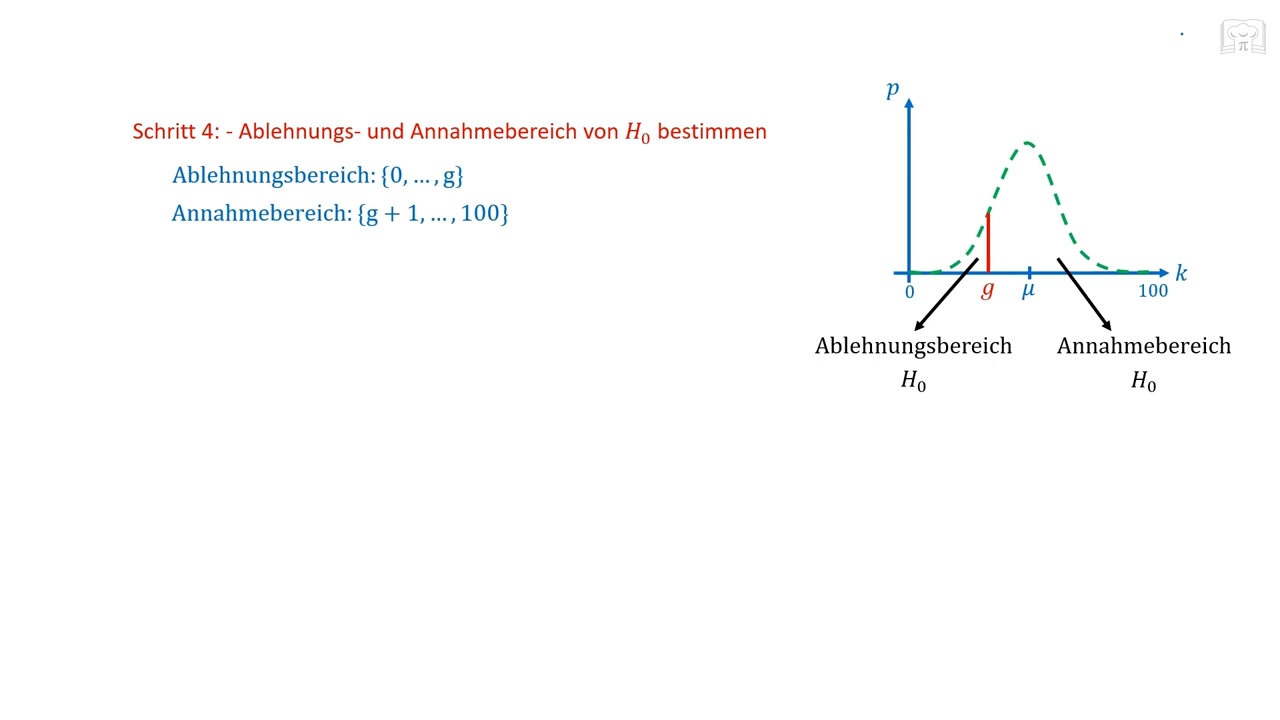 Schritt 4: - Ablehnungs- und Annahmebereich von H₀ bestimmen
Ablehnungsbereich: {0, … , g}
Annahmebereich: {g + 1, … , 100}
p
k
0
g
μ
100
Ablehnungsbereich
H₀
Annahmebereich
H₀
π